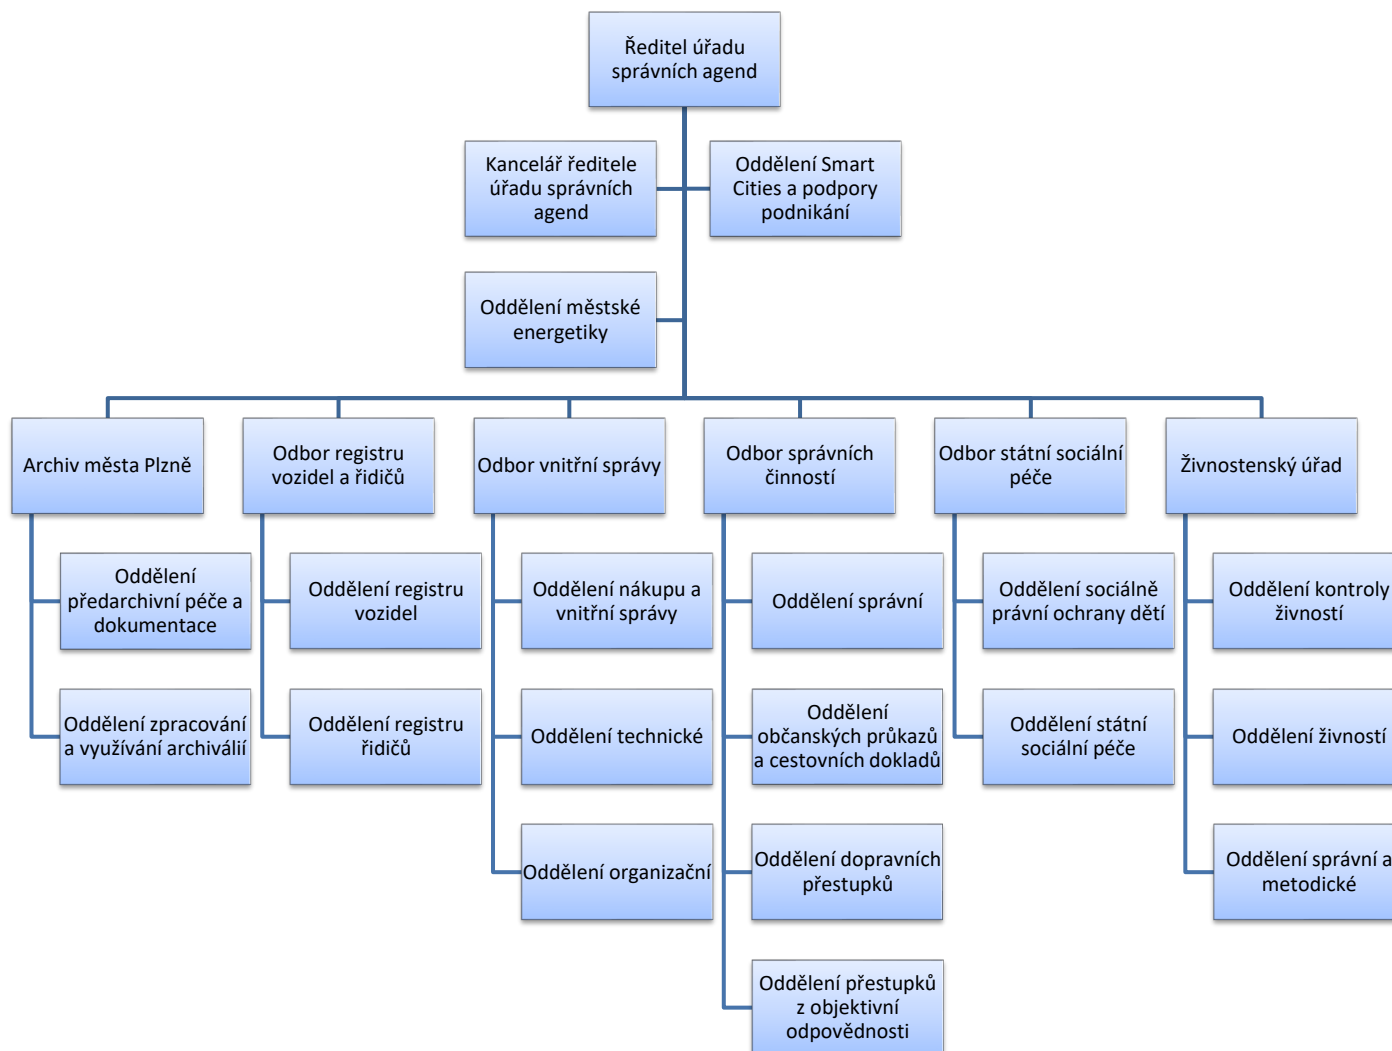 Ředitel úřadu
správních agend
Kancelář ředitele
úřadu správních
agend
Oddělení Smart
Cities a podpory
podnikání
Oddělení městské
energetiky
Archiv města Plzně
Odbor registru
vozidel a řidičů
Odbor vnitřní správy
Odbor správních
činností
Odbor státní sociální
péče
Živnostenský úřad
Oddělení
předarchivní péče a
dokumentace
Oddělení zpracování
a využívání archiválií
Oddělení registru
vozidel
Oddělení registru
řidičů
Oddělení nákupu a
vnitřní správy
Oddělení technické
Oddělení organizační
Oddělení správní
Oddělení
občanských průkazů
a cestovních dokladů
Oddělení dopravních
přestupků
Oddělení přestupků
z objektivní
odpovědnosti
Oddělení sociálně
právní ochrany dětí
Oddělení státní
sociální péče
Oddělení kontroly
živností
Oddělení živností
Oddělení správní a
metodické